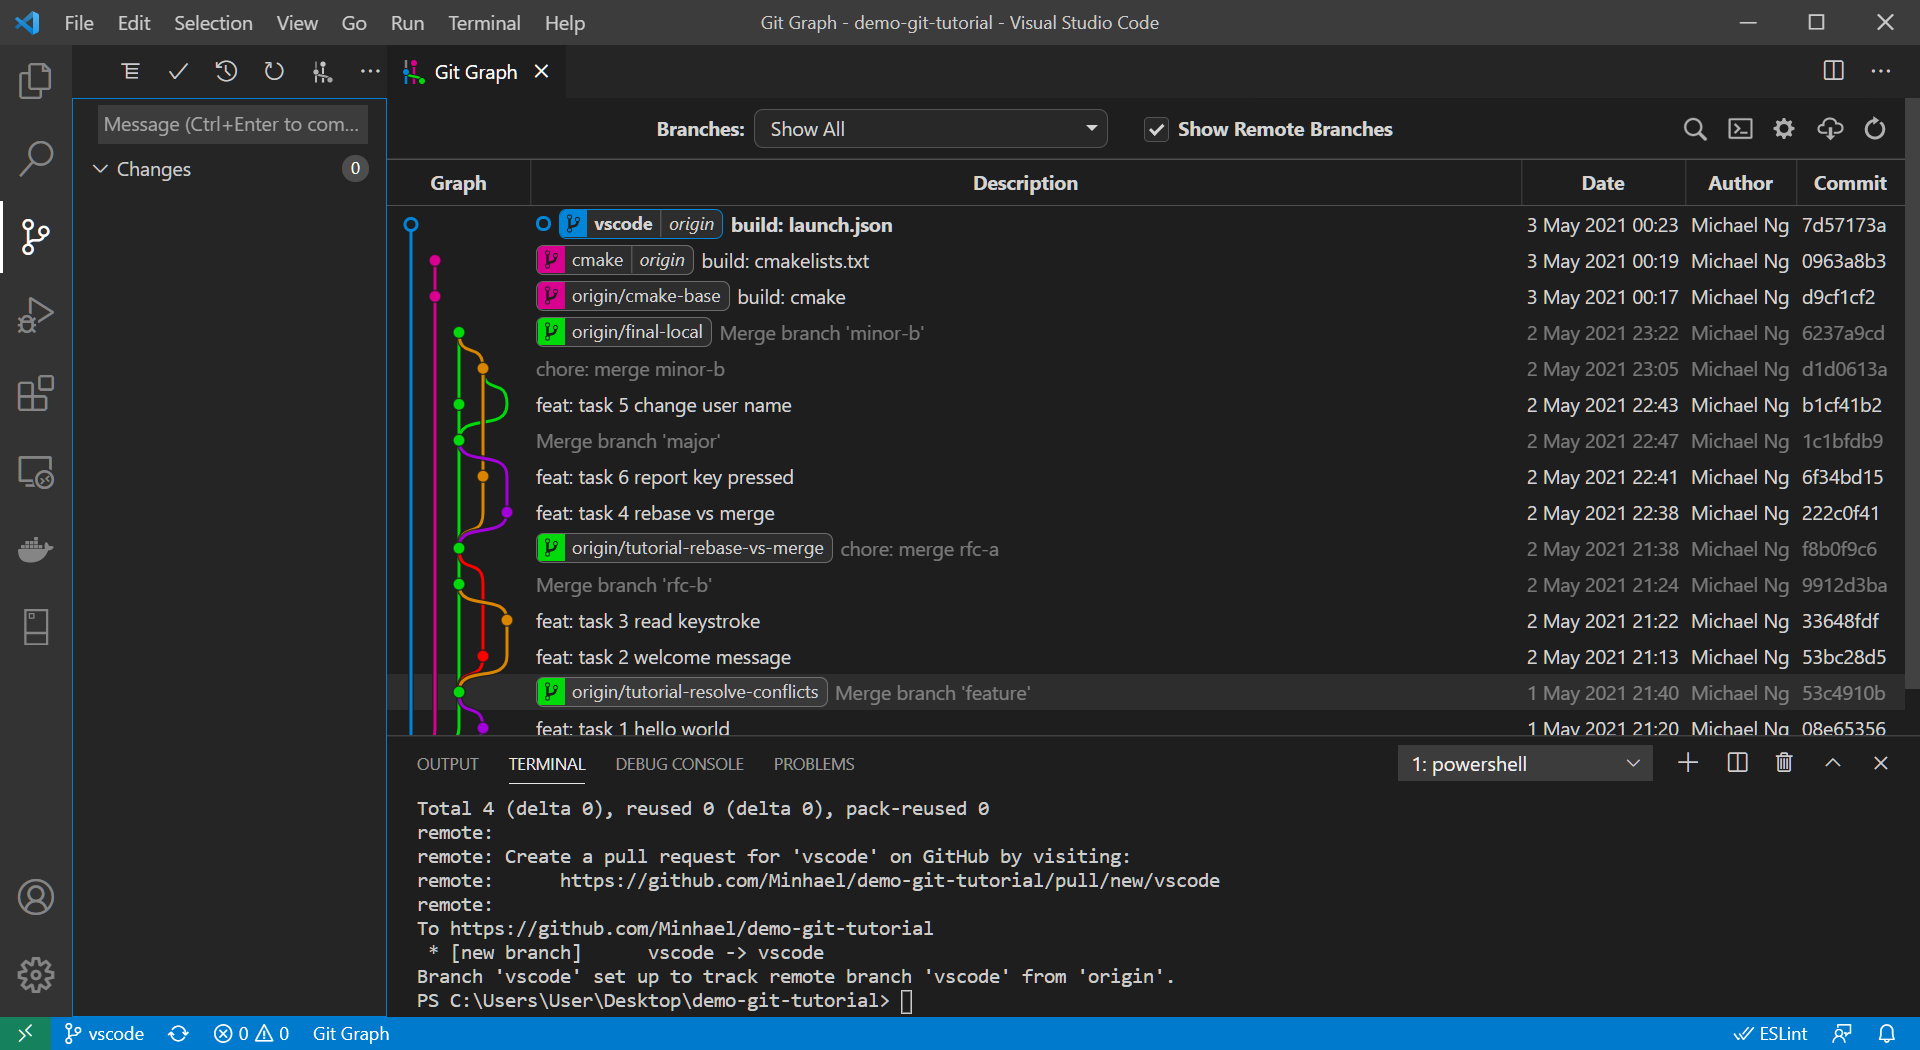 File Edit Selection View Go Run Terminal Help Git Graph - demo-git-tutorial - Visual Studio Code
Git Graph
Message (Ctrl+Enter to com...
Changes 0
Branches: Show All Show Remote Branches
Graph Description Date Author Commit
vscode origin build: launch.json 3 May 2021 00:23 Michael Ng 7d57173a
cmake origin build: cmakelists.txt 3 May 2021 00:19 Michael Ng 0963a8b3
origin/cmake-base build: cmake 3 May 2021 00:17 Michael Ng d9cf1cf2
origin/final-local Merge branch 'minor-b' 2 May 2021 23:22 Michael Ng 6237a9cd
chore: merge minor-b 2 May 2021 23:05 Michael Ng d1d0613a
feat: task 5 change user name 2 May 2021 22:43 Michael Ng b1cf41b2
Merge branch 'major' 2 May 2021 22:47 Michael Ng 1c1bfdb9
feat: task 6 report key pressed 2 May 2021 22:41 Michael Ng 6f34bd15
feat: task 4 rebase vs merge 2 May 2021 22:38 Michael Ng 222c0f41
origin/tutorial-rebase-vs-merge chore: merge rfc-a 2 May 2021 21:38 Michael Ng f8b0f9c6
Merge branch 'rfc-b' 2 May 2021 21:24 Michael Ng 9912d3ba
feat: task 3 read keystroke 2 May 2021 21:22 Michael Ng 33648fdf
feat: task 2 welcome message 2 May 2021 21:13 Michael Ng 53bc28d5
origin/tutorial-resolve-conflicts Merge branch 'feature' 1 May 2021 21:40 Michael Ng 53c4910b
feat: task 1 hello world 1 May 2021 21:20 Michael Ng 08e65356
OUTPUT TERMINAL DEBUG CONSOLE PROBLEMS 1: powershell
Total 4 (delta 0), reused 0 (delta 0), pack-reused 0
remote:
remote: Create a pull request for 'vscode' on GitHub by visiting:
remote: https://github.com/Minhael/demo-git-tutorial/pull/new/vscode
remote:
To https://github.com/Minhael/demo-git-tutorial
* [new branch] vscode -> vscode
Branch 'vscode' set up to track remote branch 'vscode' from 'origin'.
PS C:\Users\User\Desktop\demo-git-tutorial>
vscode 0 0 Git Graph ESLint